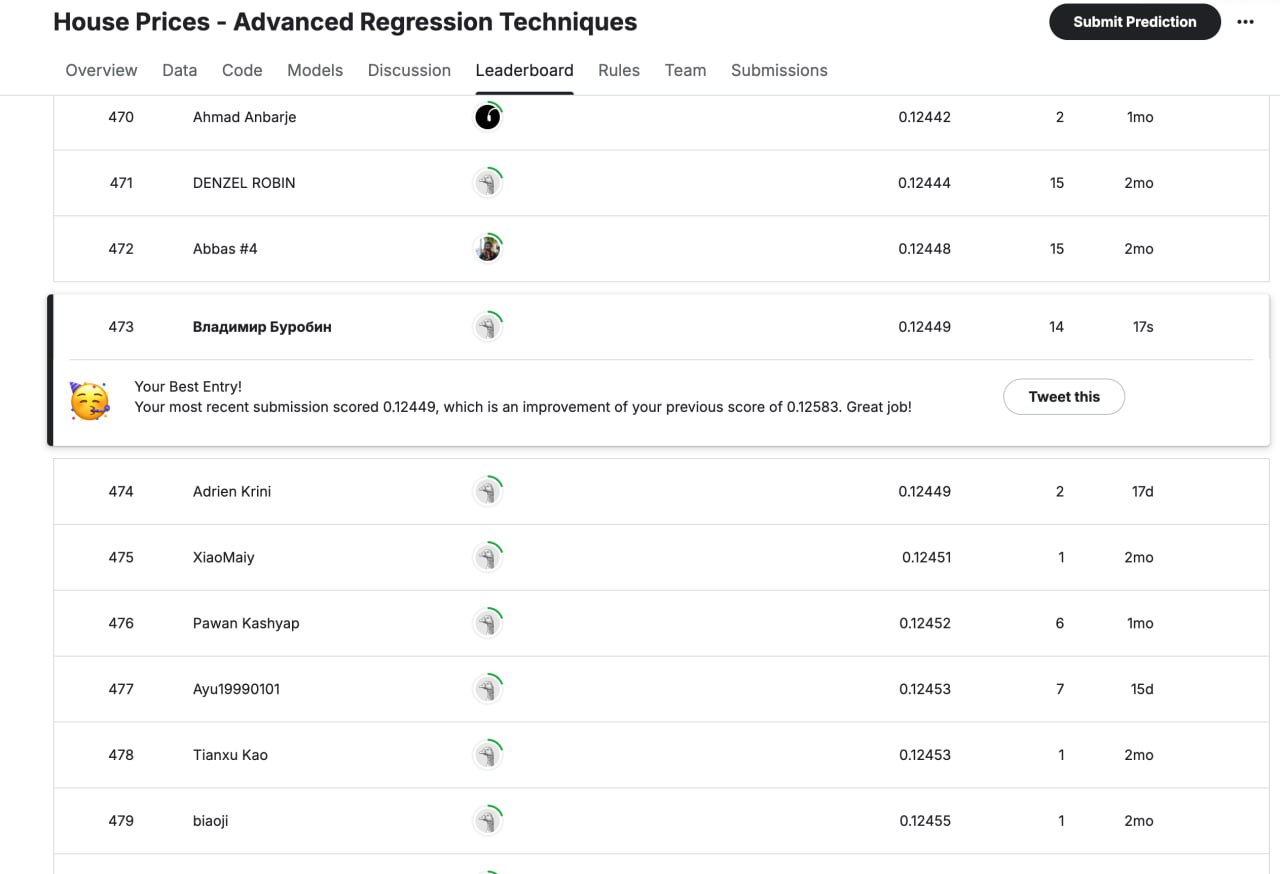 House Prices - Advanced Regression Techniques
Submit Prediction
Overview Data Code Models Discussion Leaderboard Rules Team Submissions
470 Ahmad Anbarje 0.12442 2 1mo
471 DENZEL ROBIN 0.12444 15 2mo
472 Abbas #4 0.12448 15 2mo
473 Владимир Буробин 0.12449 14 17s
Your Best Entry!
Your most recent submission scored 0.12449, which is an improvement of your previous score of 0.12583. Great job!
Tweet this
474 Adrien Krini 0.12449 2 17d
475 XiaoMaiy 0.12451 1 2mo
476 Pawan Kashyap 0.12452 6 1mo
477 Ayu19990101 0.12453 7 15d
478 Tianxu Kao 0.12453 1 2mo
479 biaoji 0.12455 1 2mo